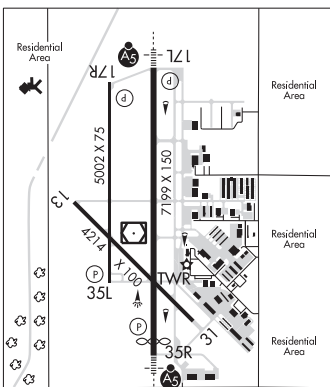 Residential
Area
A5
17L
17R
P
P
Residential
Area
5002 X 75
7199 X 150
13
4214 X 100
Residential
Area
P
35L
TWR
P
31
35R
Residential
Area
A5